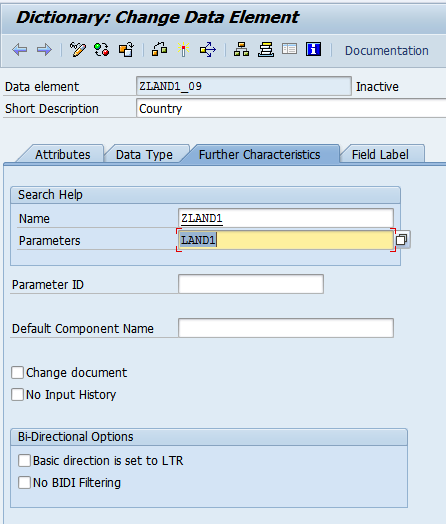 Dictionary: Change Data Element
Documentation
Data element ZLAND1_09 Inactive
Short Description Country
Attributes Data Type Further Characteristics Field Label
Search Help
Name ZLAND1
Parameters LAND1
Parameter ID
Default Component Name
Change document
No Input History
Bi-Directional Options
Basic direction is set to LTR
No BIDI Filtering